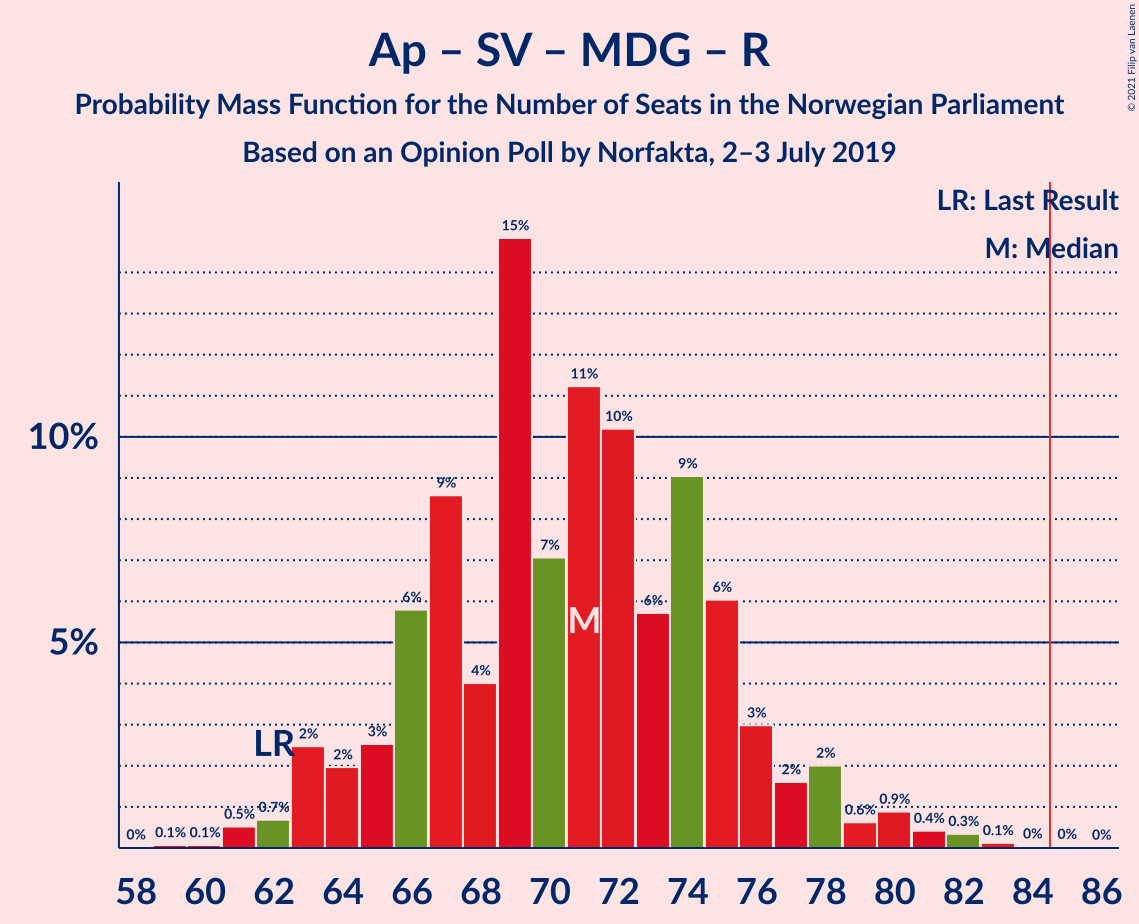 © 2021 Filip van Laenen
Ap – SV – MDG – R
Probability Mass Function for the Number of Seats in the Norwegian Parliament
Based on an Opinion Poll by Norfakta, 2–3 July 2019
LR: Last Result
M: Median
10%
5%
0% 0.1% 0.1% 0.5% 0.7% 2% 2% 3% 6% 9% 4% 15% 7% 11% 10% 6% 9% 6% 3% 2% 2% 0.6% 0.9% 0.4% 0.3% 0.1% 0% 0% 0%
LR
M
58 60 62 64 66 68 70 72 74 76 78 80 82 84 86